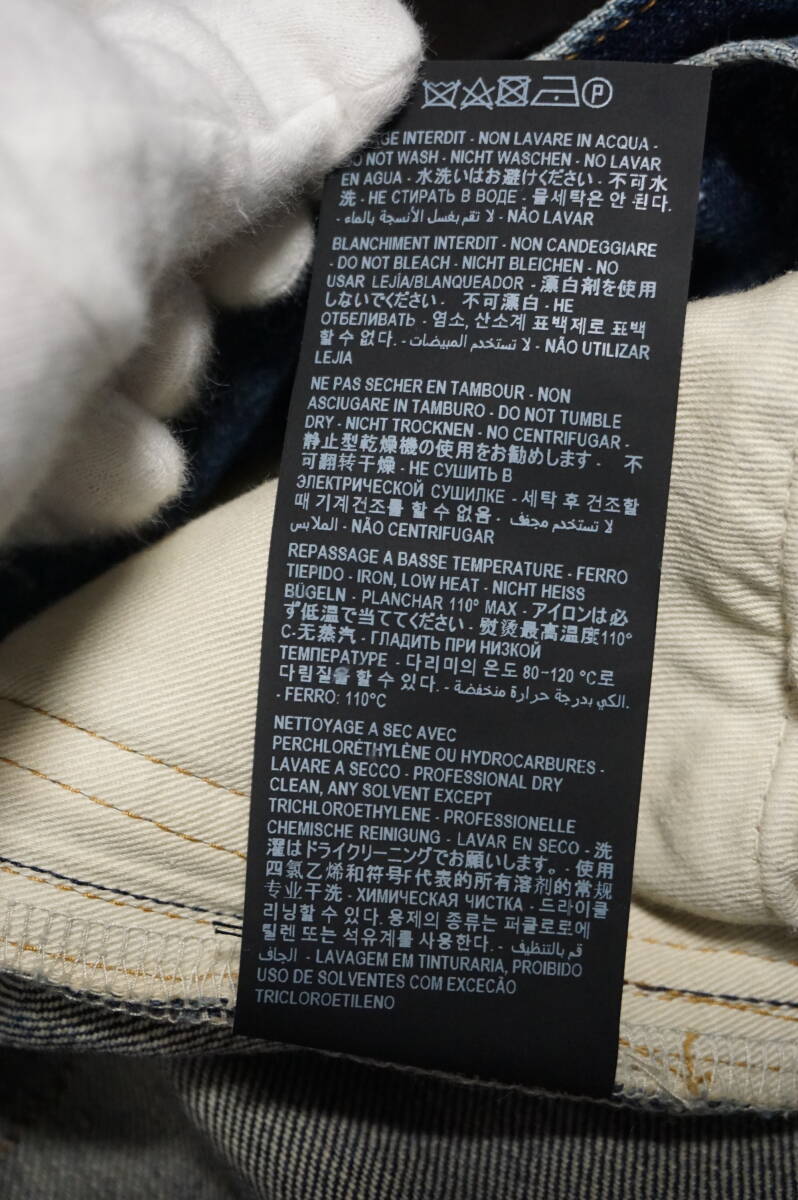 P
INTERDIT - NON LAVARE IN ACQUA -
NOT WASH - NICHT WASCHEN - NO LAVAR
EN AGUA - 水洗いはお避けください - 不可水
洗 - НЕ СТИРАТЬ В ВОДЕ - 물세탁은 안 된다.
- لا تقم بغسل الأنسجة بالماء - NÃO LAVAR
BLANCHIMENT INTERDIT - NON CANDEGGIARE
- DO NOT BLEACH - NICHT BLEICHEN - NO
USAR LEJÍA/BLANQUEADOR - 漂白剤を使用
しないでください - 不可漂白 - НЕ
ОТБЕЛИВАТЬ - 염소, 산소계 표백제로 표백
할 수 없다. - لا تستخدم المبيضات - NÃO UTILIZAR
LEJIA
NE PAS SECHER EN TAMBOUR - NON
ASCIUGARE IN TAMBURO - DO NOT TUMBLE
DRY - NICHT TROCKNEN - NO CENTRIFUGAR -
静止型乾燥機の使用をお勧めします - 不
可翻转干燥 - НЕ СУШИТЬ В
ЭЛЕКТРИЧЕСКОЙ СУШИЛКЕ - 세탁 후 건조할
때 기계건조를 할 수 없음 - لا تستخدم مجفف
الملابس - NÃO CENTRIFUGAR
REPASSAGE A BASSE TEMPERATURE - FERRO
TIEPIDO - IRON, LOW HEAT - NICHT HEISS
BÜGELN - PLANCHAR 110° MAX - アイロンは必
ず低温で当ててください - 熨烫最高温度110°
C-无蒸汽 - ГЛАДИТЬ ПРИ НИЗКОЙ
ТЕМПЕРАТУРЕ - 다리미의 온도 80-120 °C로
다림질을 할 수 있다. - الكي بدرجة حرارة منخفضة.
- FERRO: 110°C
NETTOYAGE A SEC AVEC
PERCHLORÉTHYLÈNE OU HYDROCARBURES -
LAVARE A SECCO - PROFESSIONAL DRY
CLEAN, ANY SOLVENT EXCEPT
TRICHLOROETHYLENE - PROFESSIONELLE
CHEMISCHE REINIGUNG - LAVAR EN SECO - 洗
濯はドライクリーニングでお願いします。 - 使用
四氯乙烯和符号F代表的所有溶剂的常规
专业干洗 - ХИМИЧЕСКАЯ ЧИСТКА - 드라이클
리닝할 수 있다. 용제의 종류는 퍼클로로에
틸렌 또는 석유계를 사용한다. - قم بالتنظيف
الجاف - LAVAGEM EM TINTURARIA, PROIBIDO
USO DE SOLVENTES COM EXCECÃO
TRICLOROETILENO